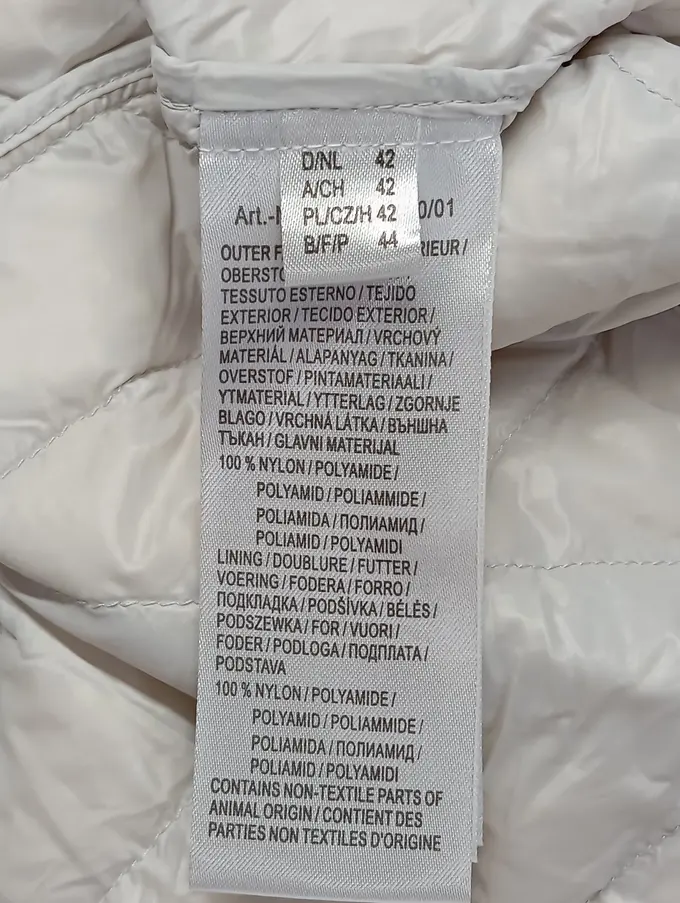 D/NL 42
A/CH 42
PL/CZ/H 42
B/F/P 44
Art.- 0/01
OUTER RIEUR /
OBERSTO
TESSUTO ESTERNO / TEJIDO
EXTERIOR / TECIDO EXTERIOR /
ВЕРХНИЙ МАТЕРИАЛ / VRCHOVÝ
MATERIÁL / ALAPANYAG / TKANINA /
OVERSTOF / PINTAMATERIAALI /
YTMATERIAL / YTTERLAG / ZGORNJE
BLAGO / VRCHNÁ LÁTKA / ВЪНШНА
ТЪКАН / GLAVNI MATERIJAL
100 % NYLON / POLYAMIDE /
POLYAMID / POLIAMMIDE /
POLIAMIDA / ПОЛИАМИД /
POLIAMID / POLYAMIDI
LINING / DOUBLURE / FUTTER /
VOERING / FODERA / FORRO /
ПОДКЛАДКА / PODŠÍVKA / BÉLÉS /
PODSZEWKA / FOR / VUORI /
FODER / PODLOGA / ПОДПЛАТА /
PODSTAVA
100 % NYLON / POLYAMIDE /
POLYAMID / POLIAMMIDE /
POLIAMIDA / ПОЛИАМИД /
POLIAMID / POLYAMIDI
CONTAINS NON-TEXTILE PARTS OF
ANIMAL ORIGIN / CONTIENT DES
PARTIES NON TEXTILES D'ORIGINE